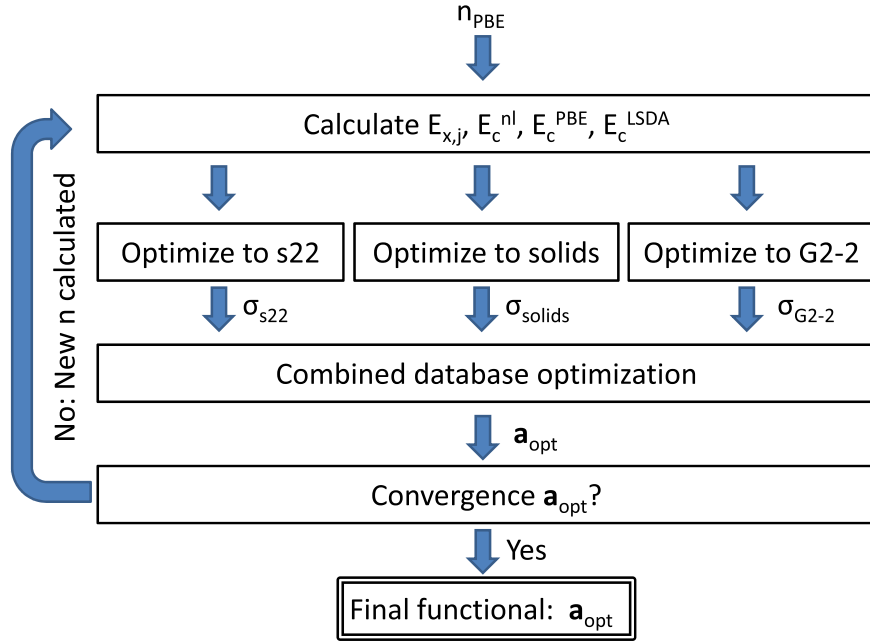 n_PBE
Calculate E_x,j, E_c^nl, E_c^PBE, E_c^LSDA
No: New n calculated
Optimize to s22
Optimize to solids
Optimize to G2-2
σ_s22
σ_solids
σ_G2-2
Combined database optimization
a_opt
Convergence a_opt?
Yes
Final functional: a_opt